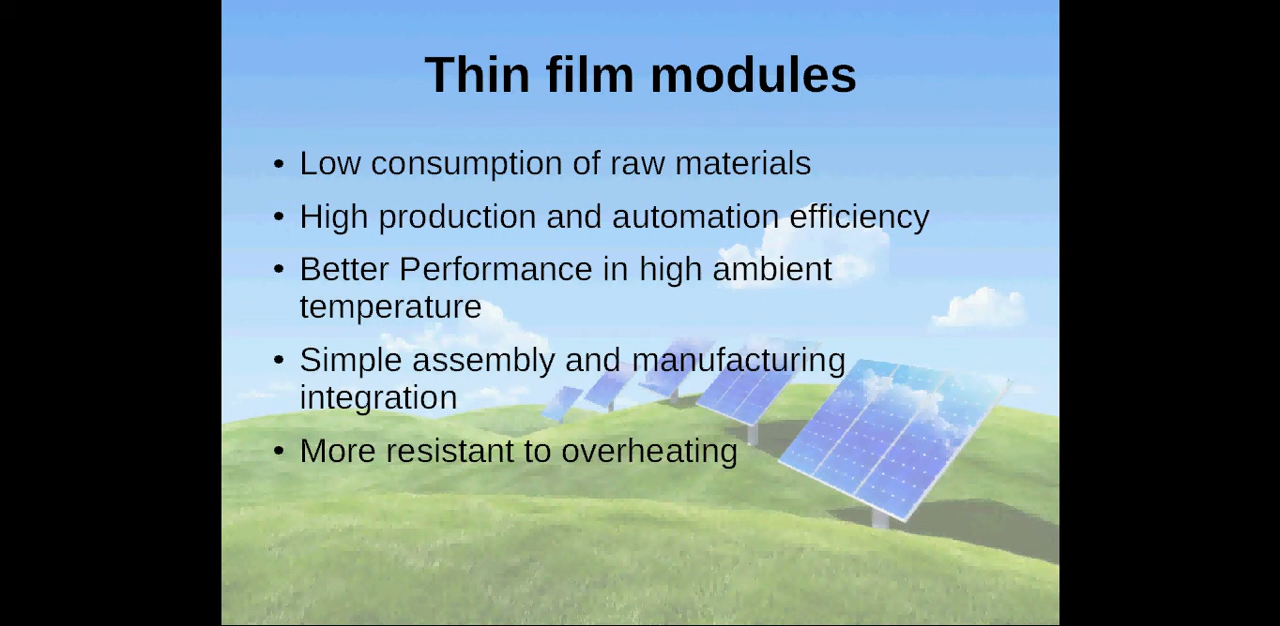 Thin film modules
• Low consumption of raw materials
• High production and automation efficiency
• Better Performance in high ambient
temperature
• Simple assembly and manufacturing
integration
• More resistant to overheating